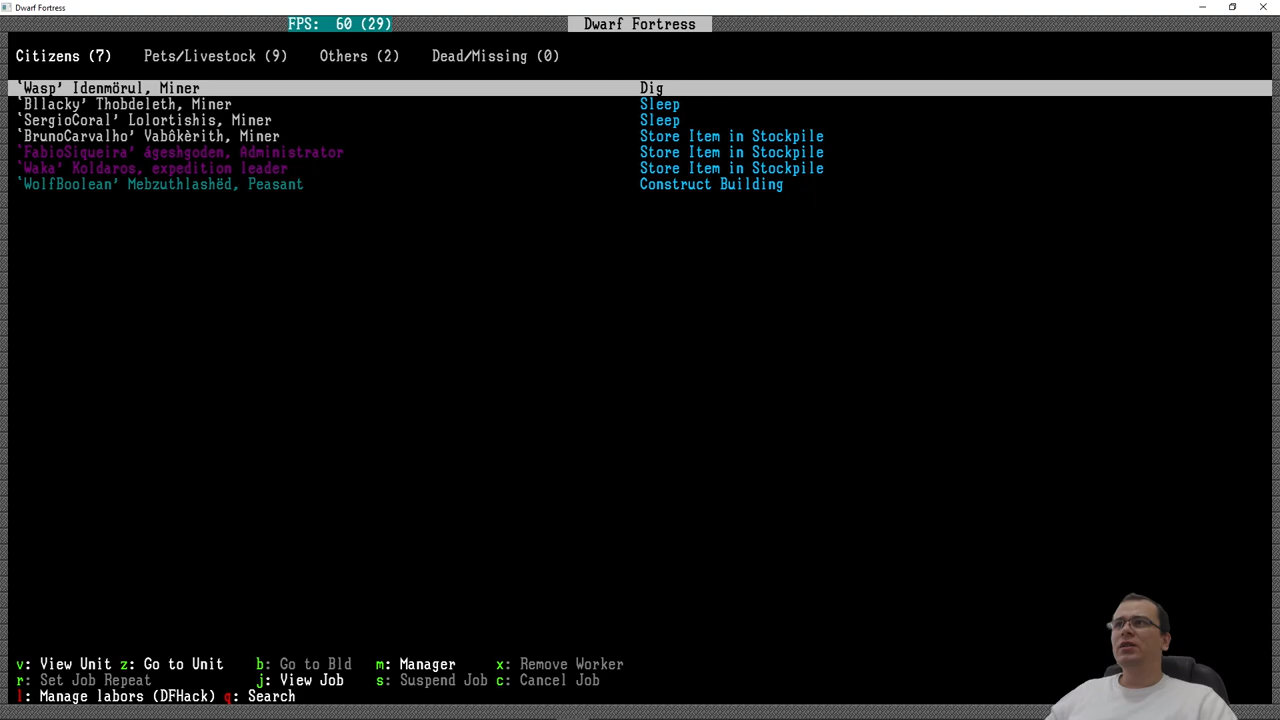 Dwarf Fortress
FPS: 60 (29) Dwarf Fortress
Citizens (7) Pets/Livestock (9) Others (2) Dead/Missing (0)
`Wasp' Idenmörul, Miner Dig
`Bllacky' Thobdeleth, Miner Sleep
`SergioCoral' Lolortishis, Miner Sleep
`BrunoCarvalho' Vabôkèrith, Miner Store Item in Stockpile
`FabioSiqueira' ágeshgoden, Administrator Store Item in Stockpile
`Waka' Koldaros, expedition leader Store Item in Stockpile
`WolfBoolean' Mebzuthlashëd, Peasant Construct Building
v: View Unit z: Go to Unit b: Go to Bld m: Manager x: Remove Worker
r: Set Job Repeat j: View Job s: Suspend Job c: Cancel Job
l: Manage labors (DFHack) q: Search